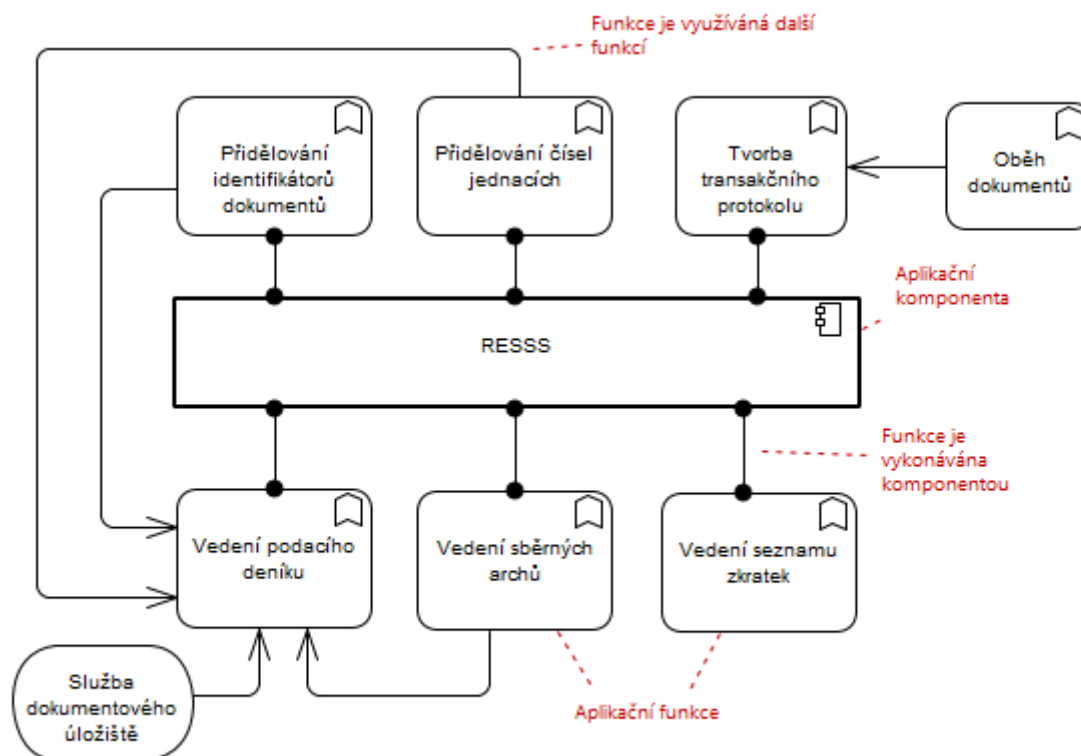 Funkce je využíváná další
funkcí
Přidělování
identifikátorů
dokumentů
Přidělování čísel
jednacích
Tvorba
transakčního
protokolu
Oběh
dokumentů
Aplikační
komponenta
RESSS
Funkce je
vykonávána
komponentou
Vedení podacího
deníku
Vedení sběrných
archů
Vedení seznamu
zkratek
Služba
dokumentového
úložiště
Aplikační funkce